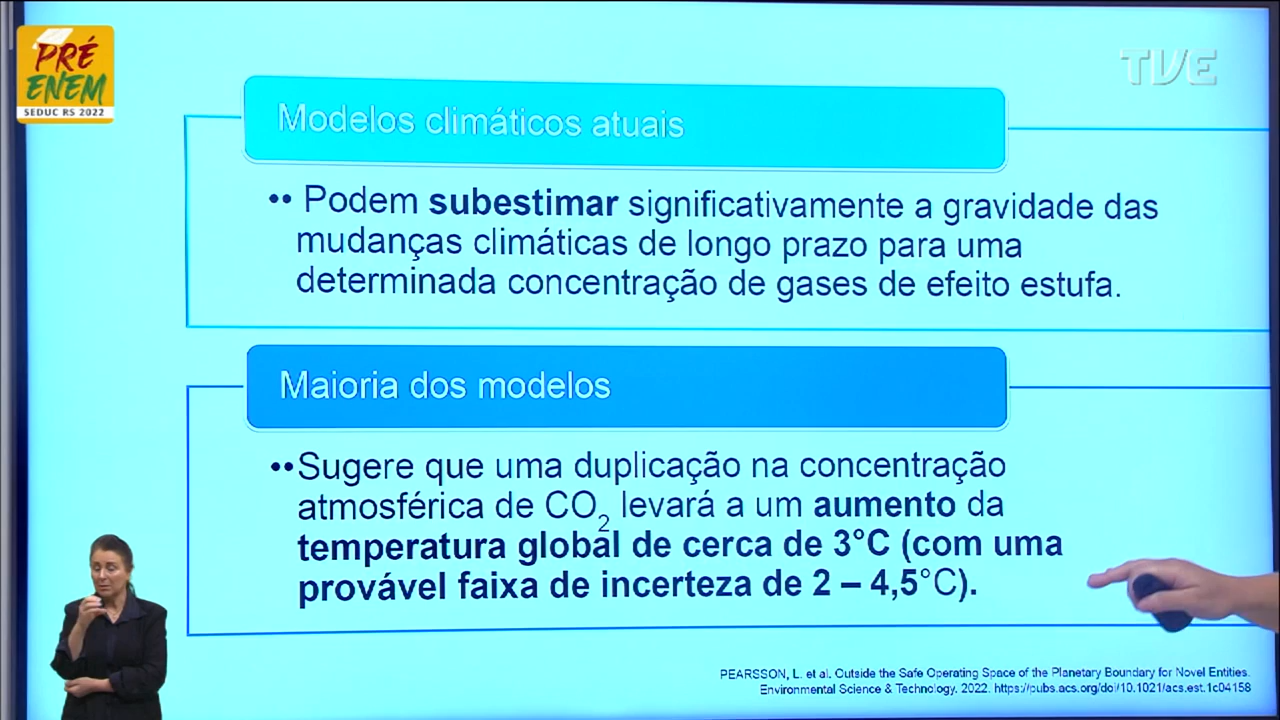 PRÉ
ENEM
SEDUC RS 2022
TVE
Modelos climáticos atuais
•• Podem subestimar significativamente a gravidade das
mudanças climáticas de longo prazo para uma
determinada concentração de gases de efeito estufa.
Maioria dos modelos
••Sugere que uma duplicação na concentração
atmosférica de CO₂ levará a um aumento da
temperatura global de cerca de 3°C (com uma
provável faixa de incerteza de 2 – 4,5°C).
PEARSSON, L. et al. Outside the Safe Operating Space of the Planetary Boundary for Novel Entities.
Environmental Science & Technology. 2022. https://pubs.acs.org/doi/10.1021/acs.est.1c04158